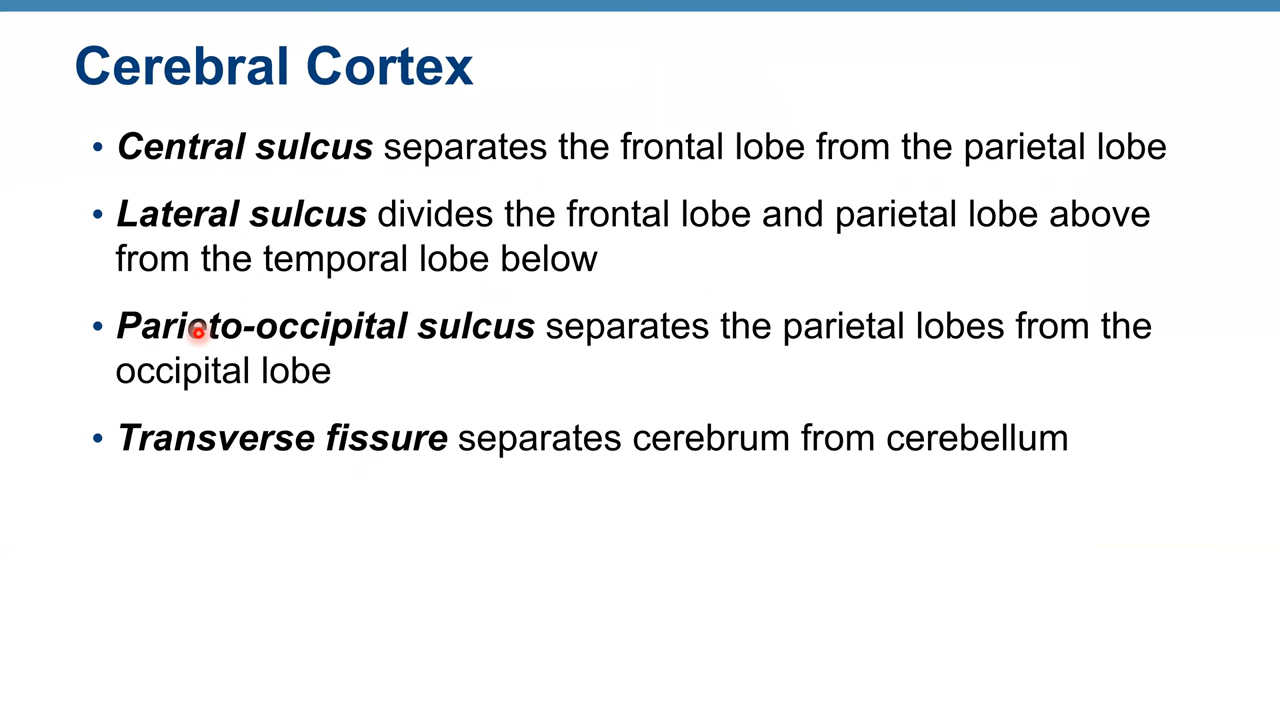 Cerebral Cortex
• Central sulcus separates the frontal lobe from the parietal lobe
• Lateral sulcus divides the frontal lobe and parietal lobe above
from the temporal lobe below
• Parieto-occipital sulcus separates the parietal lobes from the
occipital lobe
• Transverse fissure separates cerebrum from cerebellum